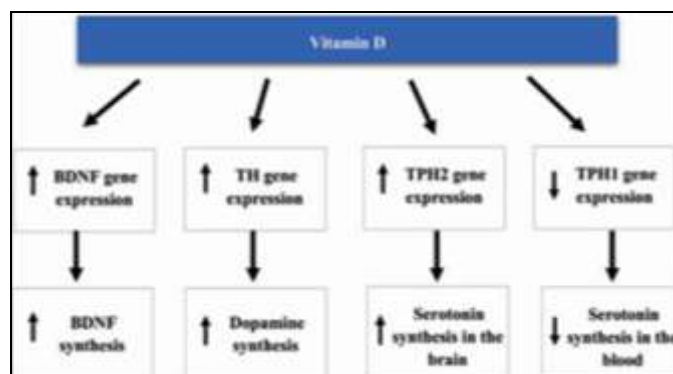 Vitamin D
BDNF gene
expression
TH gene
expression
TPH2 gene
expression
TPH1 gene
expression
BDNF
synthesis
Dopamine
synthesis
Serotonin
synthesis in the
brain
Serotonin
synthesis in the
blood